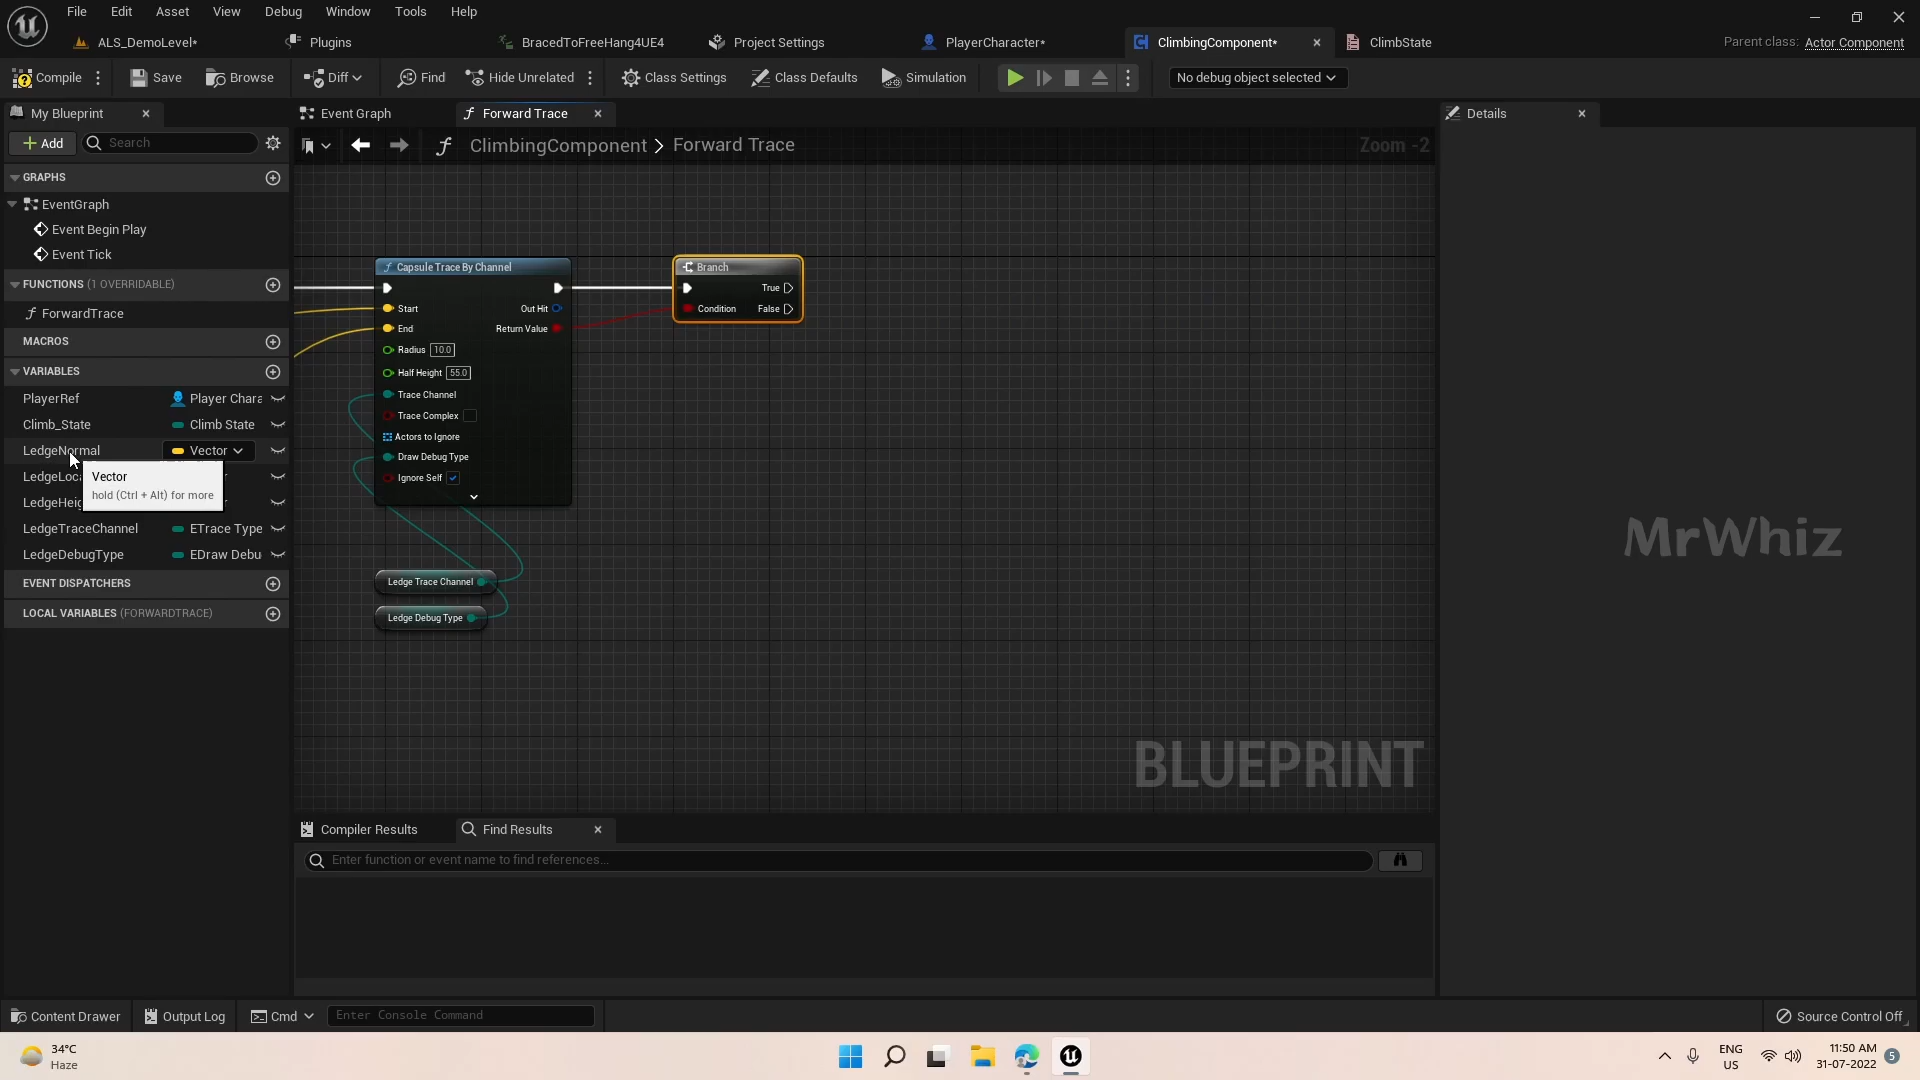 File Edit Asset View Debug Window Tools Help
ALS_DemoLevel* Plugins BracedToFreeHang4UE4 Project Settings PlayerCharacter* ClimbingComponent* ClimbState Parent class: Actor Component
Compile Save Browse Diff Find Hide Unrelated Class Settings Class Defaults Simulation No debug object selected
My Blueprint Event Graph Forward Trace Details
Add Search ClimbingComponent > Forward Trace Zoom -2
GRAPHS
EventGraph
Event Begin Play
Event Tick
FUNCTIONS (1 OVERRIDABLE)
ForwardTrace
MACROS
VARIABLES
PlayerRef Player Chara
Climb_State Climb State
LedgeNormal Vector
LedgeLoca
LedgeHeig
LedgeTraceChannel ETrace Type
LedgeDebugType EDraw Debu
EVENT DISPATCHERS
LOCAL VARIABLES (FORWARDTRACE)
Vector
hold (Ctrl + Alt) for more
Capsule Trace By Channel
Start Out Hit
End Return Value
Radius 10.0
Half Height 55.0
Trace Channel
Trace Complex
Actors to Ignore
Draw Debug Type
Ignore Self
Branch
True
Condition False
Ledge Trace Channel
Ledge Debug Type
MrWhiz
BLUEPRINT
Compiler Results Find Results
Enter function or event name to find references...
Content Drawer Output Log Cmd Enter Console Command Source Control Off
34°C
Haze
ENG
US
11:50 AM
31-07-2022
5